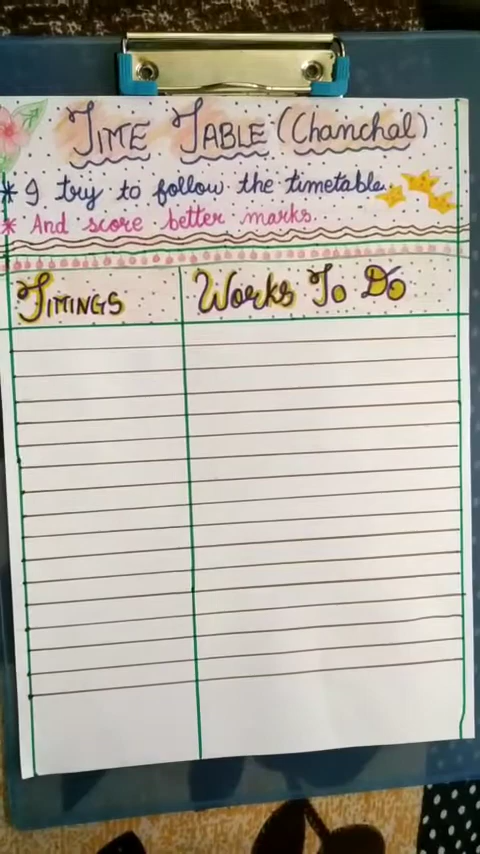 TIME TABLE (Chanchal)
* I try to follow the timetable.
* And score better marks...
TIMINGS Works To Do